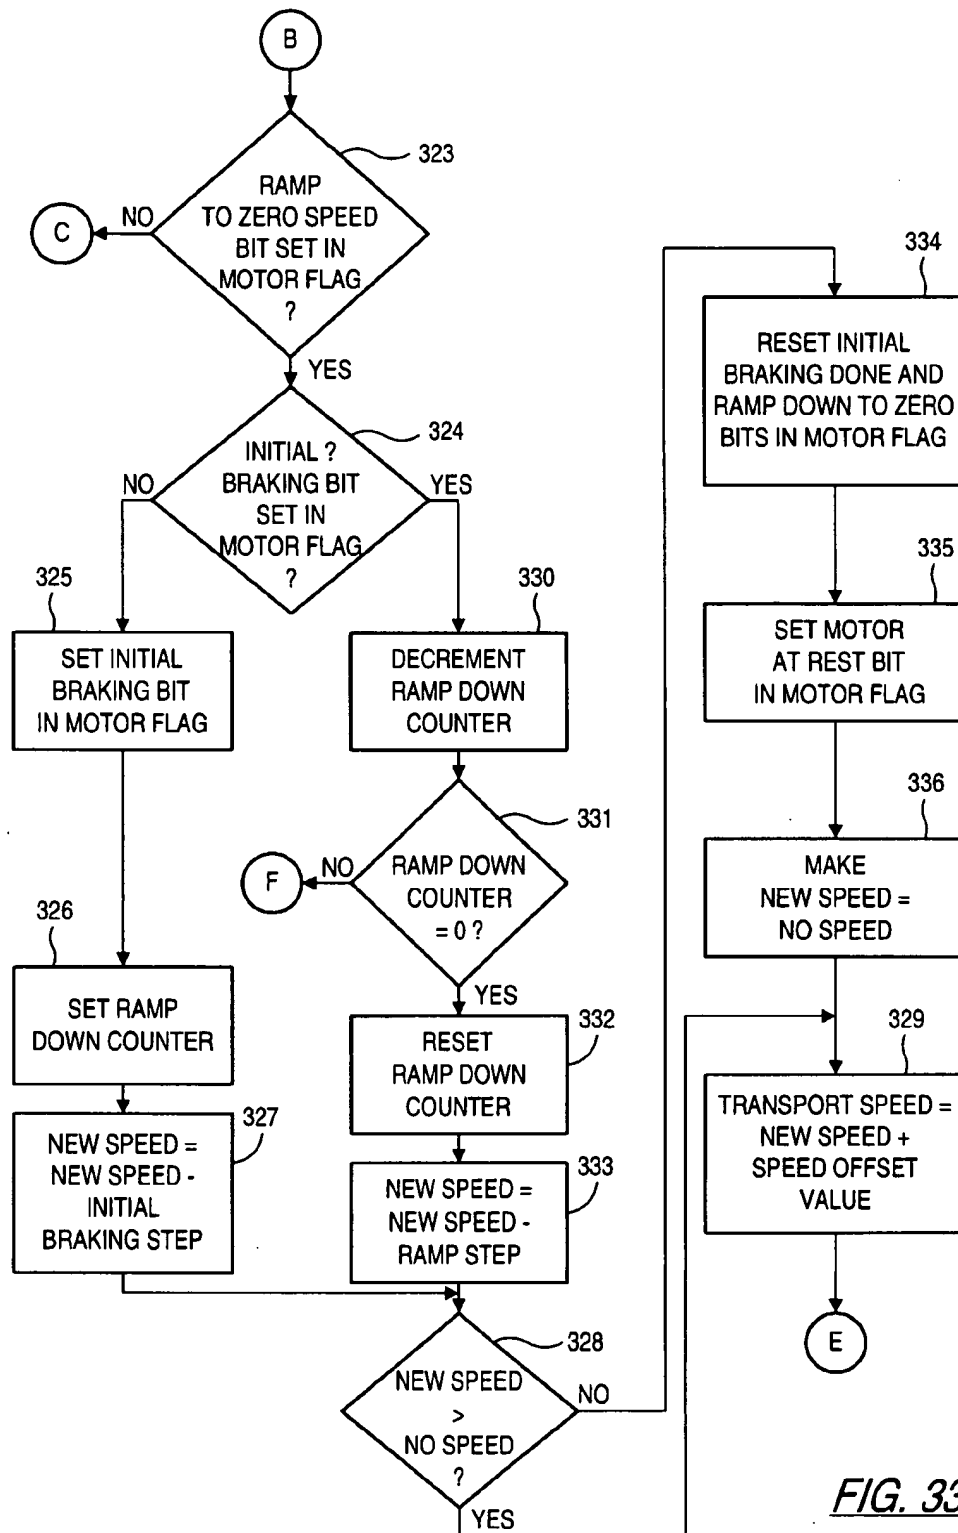 B
323
RAMP
TO ZERO SPEED
BIT SET IN
MOTOR FLAG
?
NO
C
YES
324
INITIAL ?
BRAKING BIT
SET IN
MOTOR FLAG
?
NO
YES
325
SET INITIAL
BRAKING BIT
IN MOTOR FLAG
330
DECREMENT
RAMP DOWN
COUNTER
331
RAMP DOWN
COUNTER
= 0 ?
NO
F
YES
326
SET RAMP
DOWN COUNTER
332
RESET
RAMP DOWN
COUNTER
327
NEW SPEED =
NEW SPEED -
INITIAL
BRAKING STEP
333
NEW SPEED =
NEW SPEED -
RAMP STEP
328
NEW SPEED
>
NO SPEED
?
NO
YES
334
RESET INITIAL
BRAKING DONE AND
RAMP DOWN TO ZERO
BITS IN MOTOR FLAG
335
SET MOTOR
AT REST BIT
IN MOTOR FLAG
336
MAKE
NEW SPEED =
NO SPEED
329
TRANSPORT SPEED =
NEW SPEED +
SPEED OFFSET
VALUE
E
FIG. 33